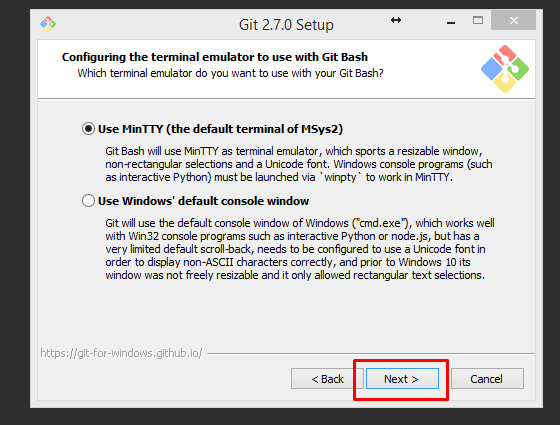 Git 2.7.0 Setup
Configuring the terminal emulator to use with Git Bash
Which terminal emulator do you want to use with your Git Bash?
Use MinTTY (the default terminal of MSys2)
Git Bash will use MinTTY as terminal emulator, which sports a resizable window,
non-rectangular selections and a Unicode font. Windows console programs (such
as interactive Python) must be launched via `winpty` to work in MinTTY.
Use Windows' default console window
Git will use the default console window of Windows ("cmd.exe"), which works well
with Win32 console programs such as interactive Python or node.js, but has a
very limited default scroll-back, needs to be configured to use a Unicode font in
order to display non-ASCII characters correctly, and prior to Windows 10 its
window was not freely resizable and it only allowed rectangular text selections.
https://git-for-windows.github.io/
< Back
Next >
Cancel